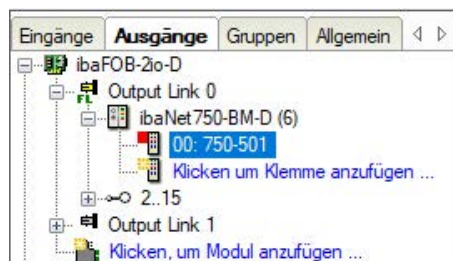 Eingänge Ausgänge Gruppen Allgemein
ibaFOB-2io-D
Output Link 0
FL
ibaNet750-BM-D (6)
00: 750-501
Klicken um Klemme anzufügen ...
2..15
Output Link 1
Klicken, um Modul anzufügen ...